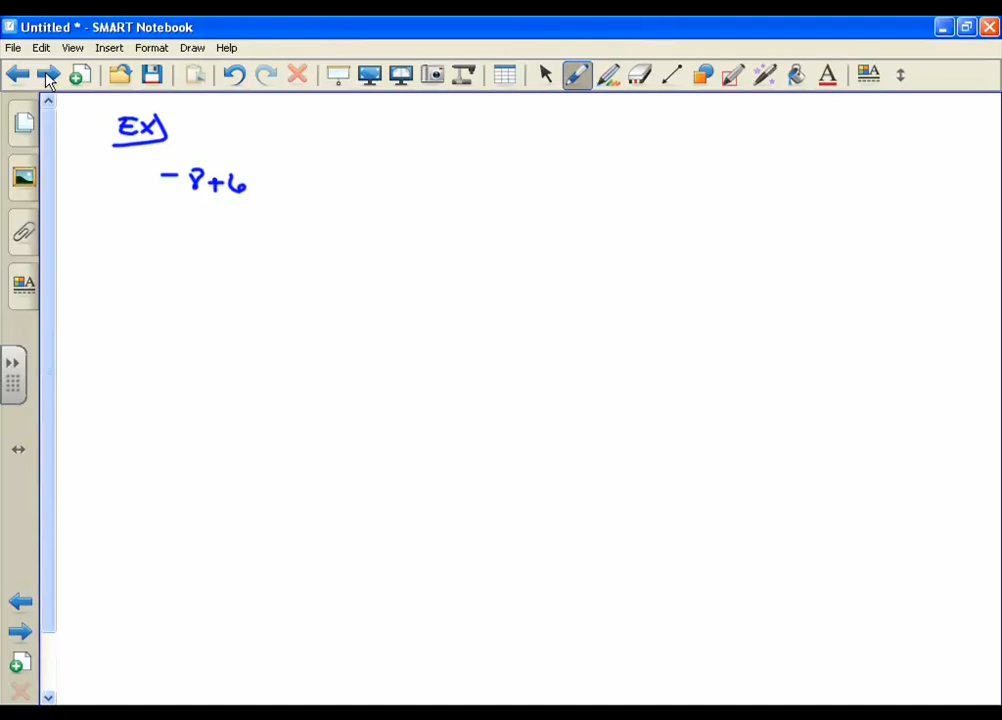 Untitled * - SMART Notebook
File Edit View Insert Format Draw Help
Ex)
- 8+6